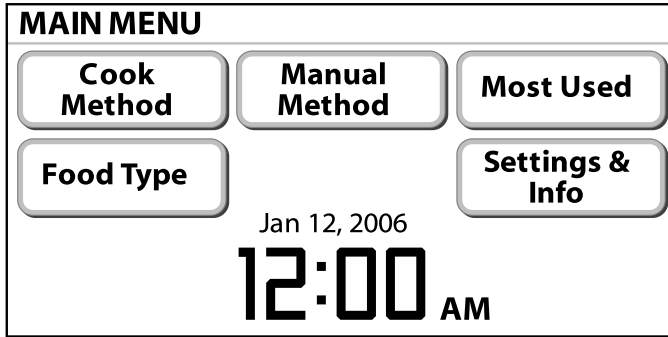 MAIN MENU
Cook
Method
Manual
Method
Most Used
Food Type
Settings &
Info
Jan 12, 2006
12:00 AM